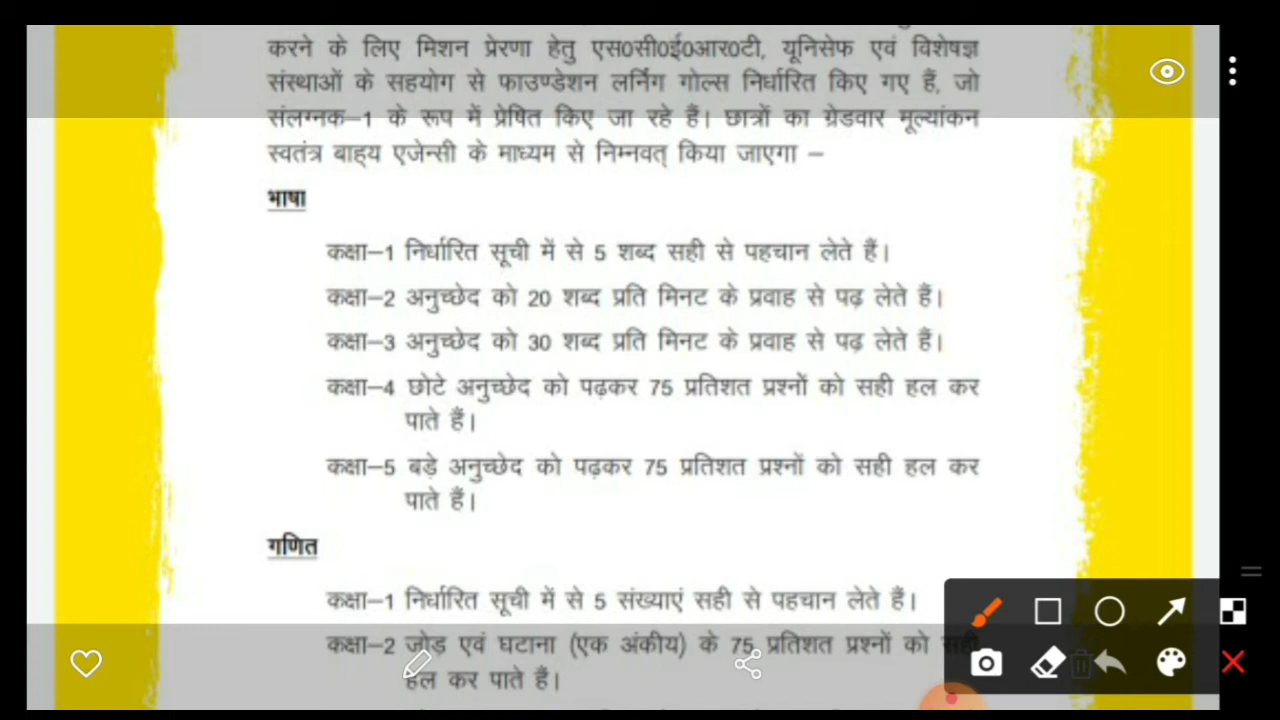 करने के लिए मिशन प्रेरणा हेतु एस0सी0ई0आर0टी, यूनिसेफ एवं विशेषज्ञ
संस्थाओं के सहयोग से फाउण्डेशन लर्निंग गोल्स निर्धारित किए गए हैं, जो
संलग्नक–1 के रूप में प्रेषित किए जा रहे हैं। छात्रों का ग्रेडवार मूल्यांकन
स्वतंत्र बाह्य एजेन्सी के माध्यम से निम्नवत् किया जाएगा –
भाषा
कक्षा–1 निर्धारित सूची में से 5 शब्द सही से पहचान लेते हैं।
कक्षा–2 अनुच्छेद को 20 शब्द प्रति मिनट के प्रवाह से पढ़ लेते हैं।
कक्षा–3 अनुच्छेद को 30 शब्द प्रति मिनट के प्रवाह से पढ़ लेते हैं।
कक्षा–4 छोटे अनुच्छेद को पढ़कर 75 प्रतिशत प्रश्नों को सही हल कर
पाते हैं।
कक्षा–5 बड़े अनुच्छेद को पढ़कर 75 प्रतिशत प्रश्नों को सही हल कर
पाते हैं।
गणित
कक्षा–1 निर्धारित सूची में से 5 संख्याएं सही से पहचान लेते हैं।
कक्षा–2 जोड़ एवं घटाना (एक अंकीय) के 75 प्रतिशत प्रश्नों को सही
हल कर पाते हैं।